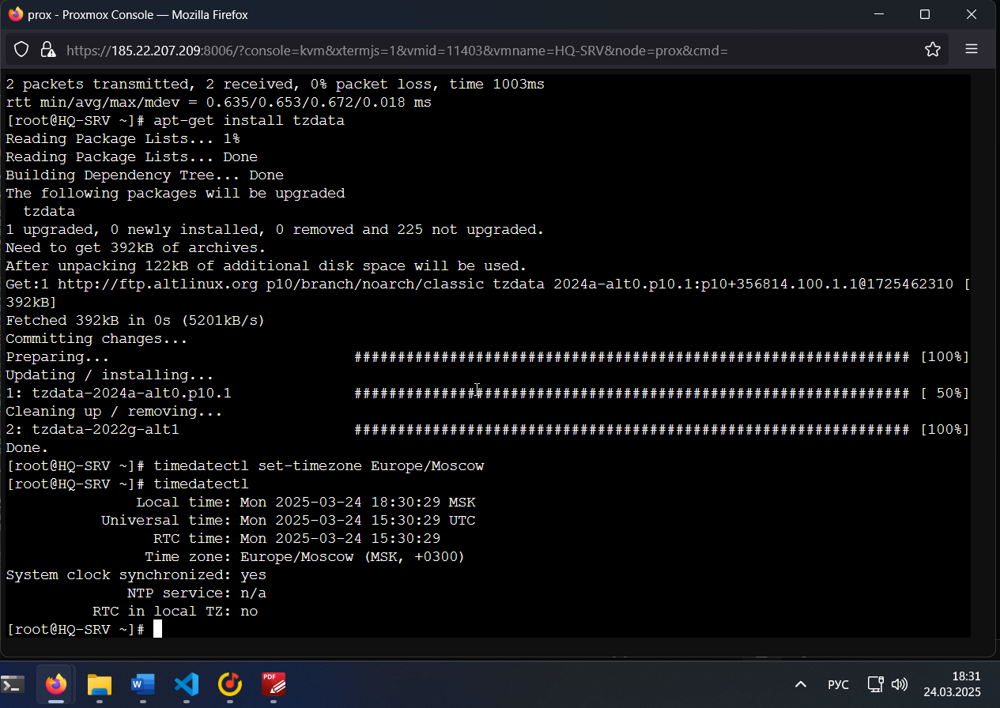 prox - Proxmox Console — Mozilla Firefox
https://185.22.207.209:8006/?console=kvm&xtermjs=1&vmid=11403&vmname=HQ-SRV&node=prox&cmd=
2 packets transmitted, 2 received, 0% packet loss, time 1003ms
rtt min/avg/max/mdev = 0.635/0.653/0.672/0.018 ms
[root@HQ-SRV ~]# apt-get install tzdata
Reading Package Lists... 1%
Reading Package Lists... Done
Building Dependency Tree... Done
The following packages will be upgraded
  tzdata
1 upgraded, 0 newly installed, 0 removed and 225 not upgraded.
Need to get 392kB of archives.
After unpacking 122kB of additional disk space will be used.
Get:1 http://ftp.altlinux.org p10/branch/noarch/classic tzdata 2024a-alt0.p10.1:p10+356814.100.1.1@1725462310 [
392kB]
Fetched 392kB in 0s (5201kB/s)
Committing changes...
Preparing...                            ################################################################ [100%]
Updating / installing...
1: tzdata-2024a-alt0.p10.1              ################################################################ [ 50%]
Cleaning up / removing...
2: tzdata-2022g-alt1                    ################################################################ [100%]
Done.
[root@HQ-SRV ~]# timedatectl set-timezone Europe/Moscow
[root@HQ-SRV ~]# timedatectl
               Local time: Mon 2025-03-24 18:30:29 MSK
           Universal time: Mon 2025-03-24 15:30:29 UTC
                 RTC time: Mon 2025-03-24 15:30:29
                Time zone: Europe/Moscow (MSK, +0300)
System clock synchronized: yes
              NTP service: n/a
          RTC in local TZ: no
[root@HQ-SRV ~]#
W
PDF
РУС
18:31
24.03.2025